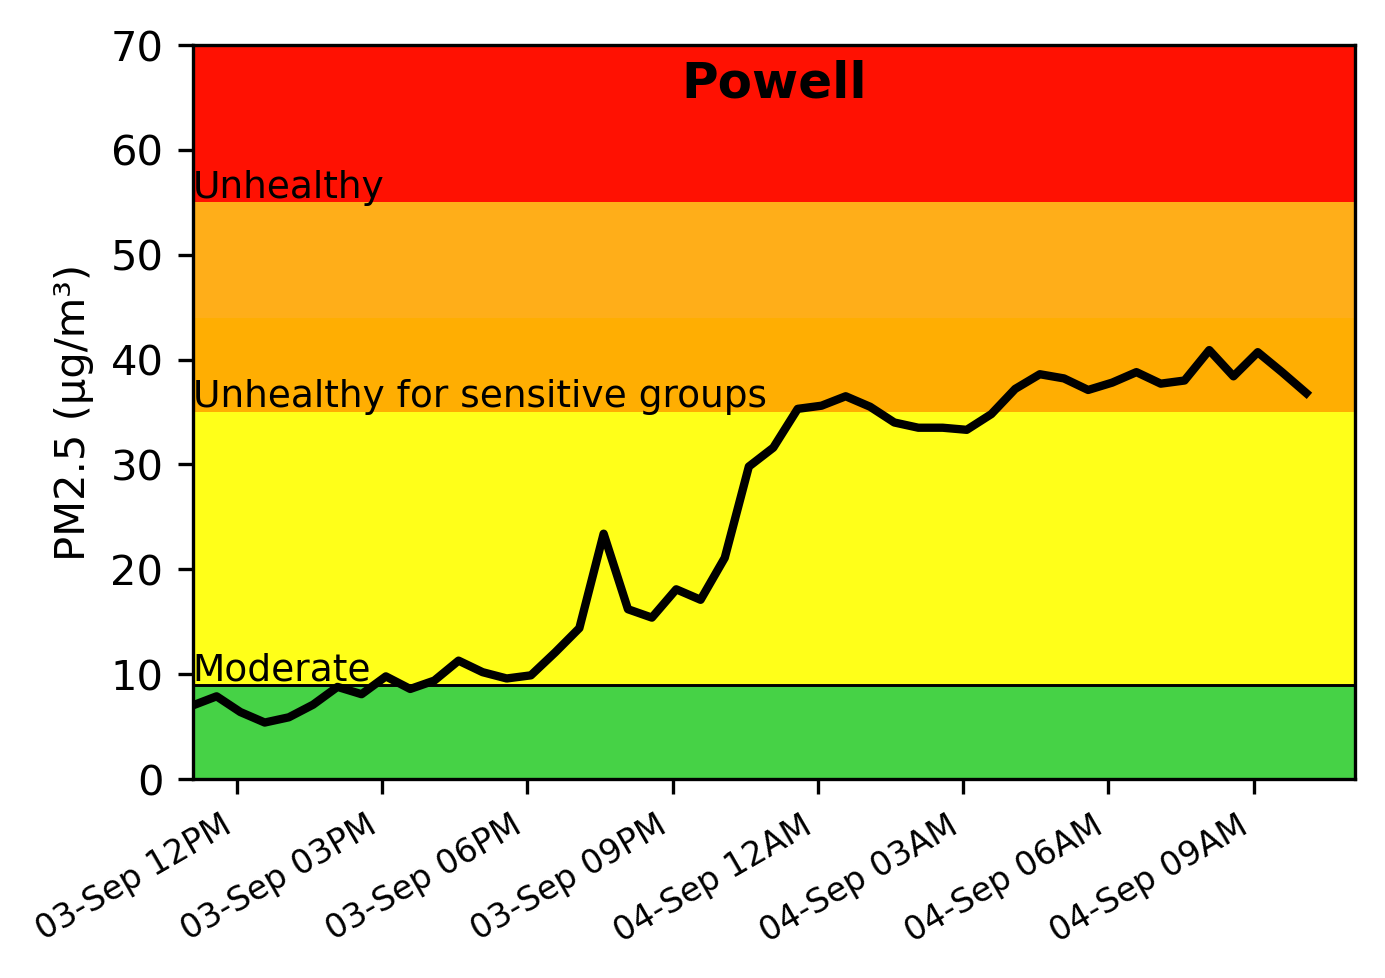 Powell
70
60
50
40
30
20
10
0
PM2.5 (µg/m³)
Unhealthy
Unhealthy for sensitive groups
Moderate
03-Sep 12PM
03-Sep 03PM
03-Sep 06PM
03-Sep 09PM
04-Sep 12AM
04-Sep 03AM
04-Sep 06AM
04-Sep 09AM